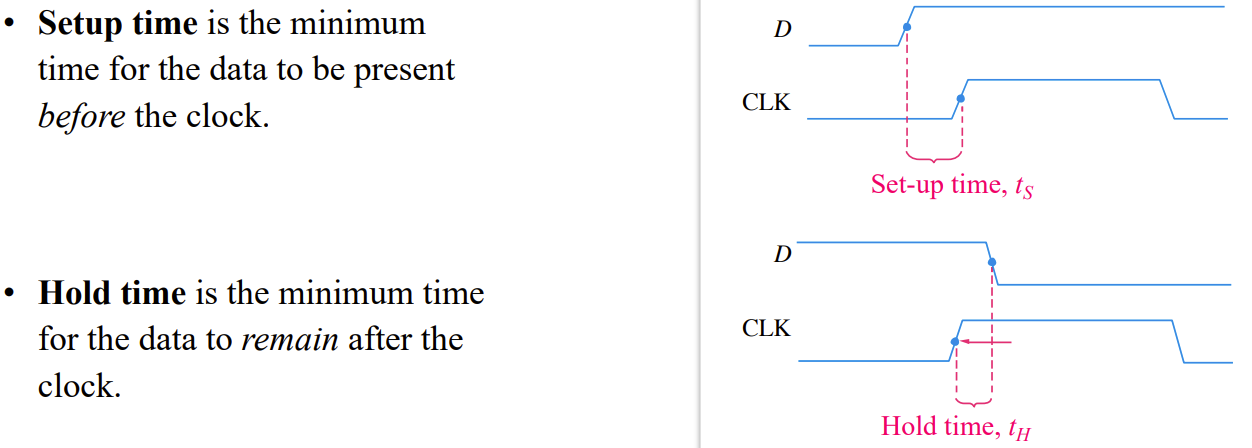 • Setup time is the minimum
time for the data to be present
before the clock.
D
CLK
Set-up time, tS
• Hold time is the minimum time
for the data to remain after the
clock.
D
CLK
Hold time, tH